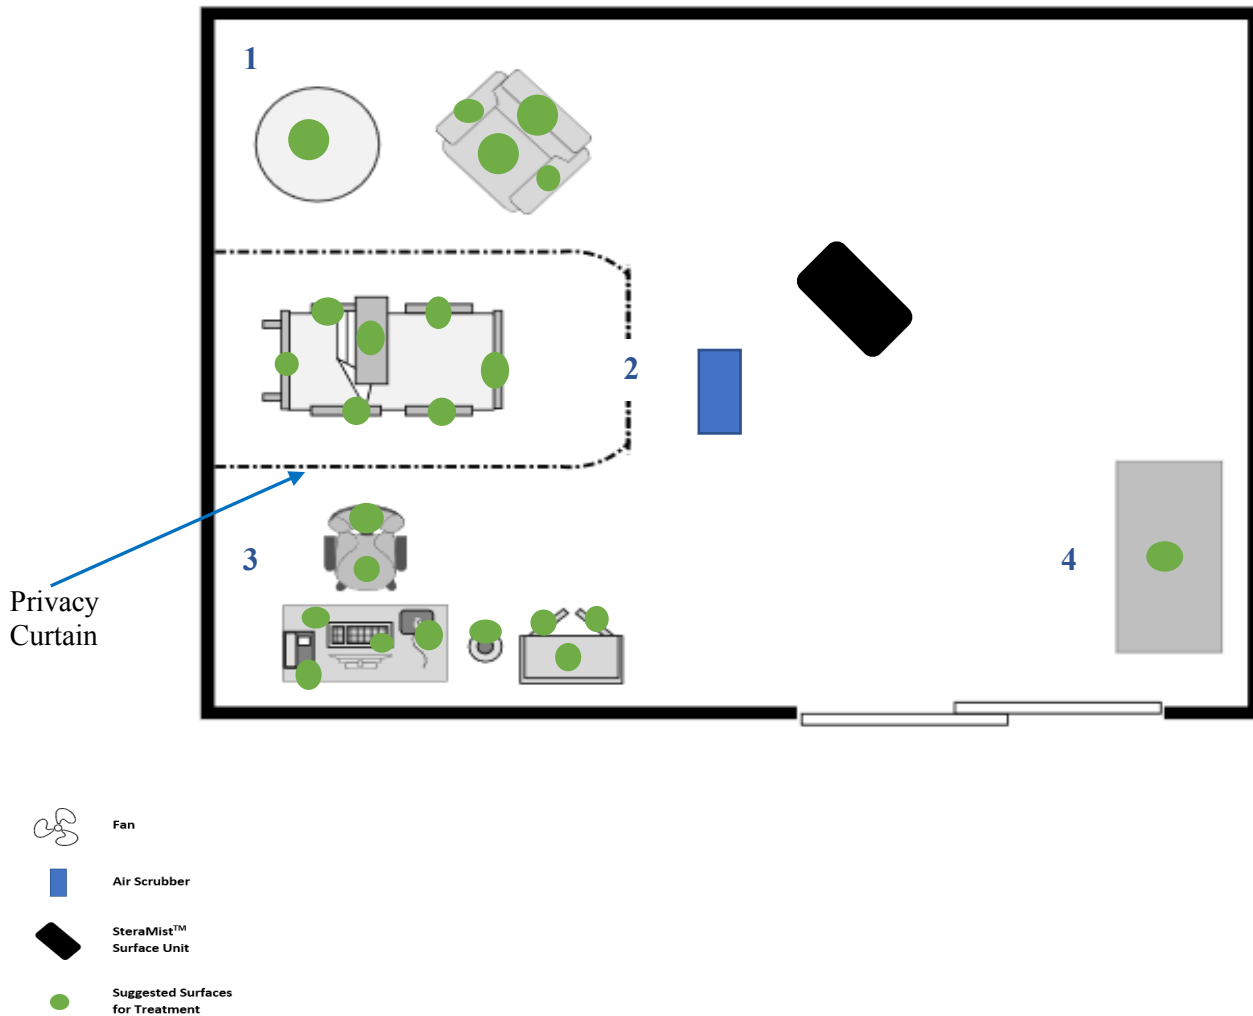 1
2
3
4
Privacy
Curtain
Fan
Air Scrubber
SteraMist™
Surface Unit
Suggested Surfaces
for Treatment